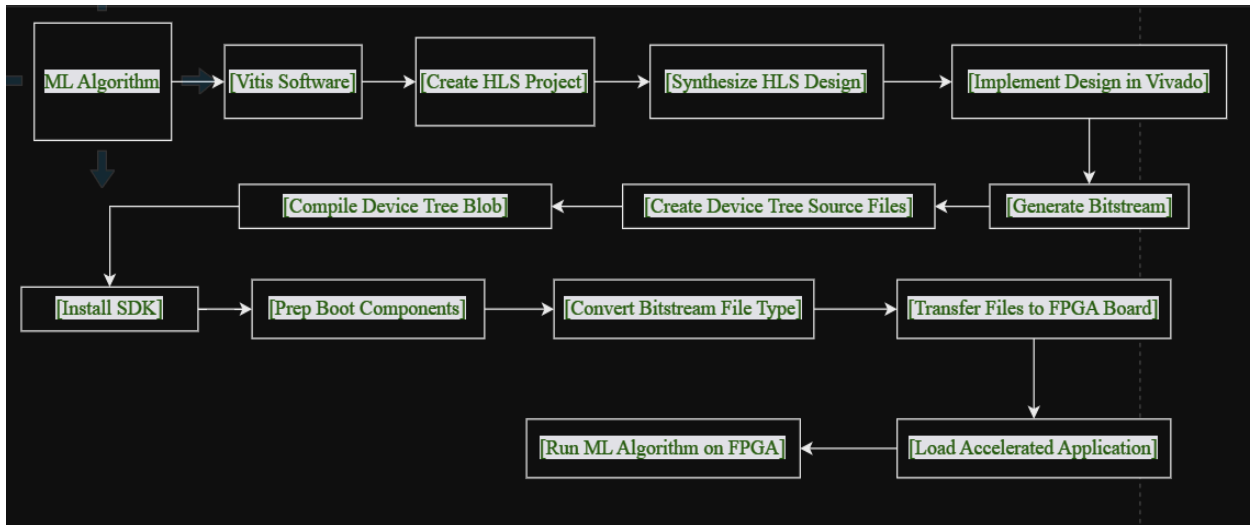 ML Algorithm
[Vitis Software]
[Create HLS Project]
[Synthesize HLS Design]
[Implement Design in Vivado]
[Generate Bitstream]
[Create Device Tree Source Files]
[Compile Device Tree Blob]
[Install SDK]
[Prep Boot Components]
[Convert Bitstream File Type]
[Transfer Files to FPGA Board]
[Load Accelerated Application]
[Run ML Algorithm on FPGA]